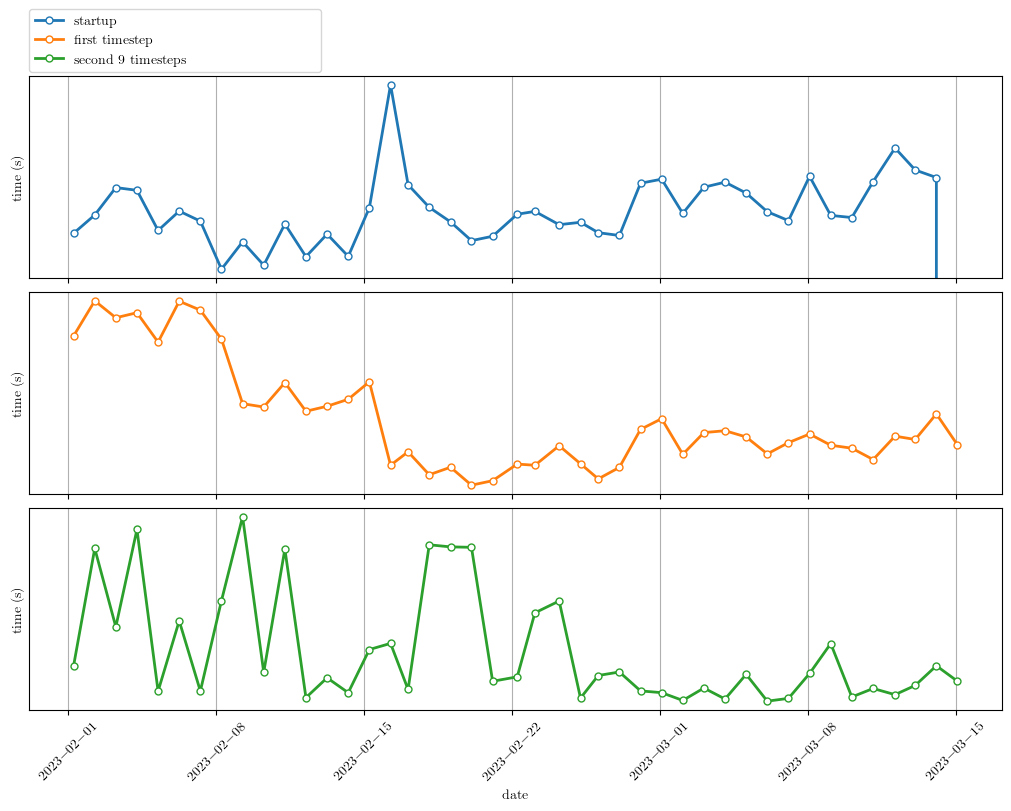 startup
first timestep
second 9 timesteps
time (s)
time (s)
time (s)
2023−02−01
2023−02−08
2023−02−15
2023−02−22
2023−03−01
2023−03−08
2023−03−15
date